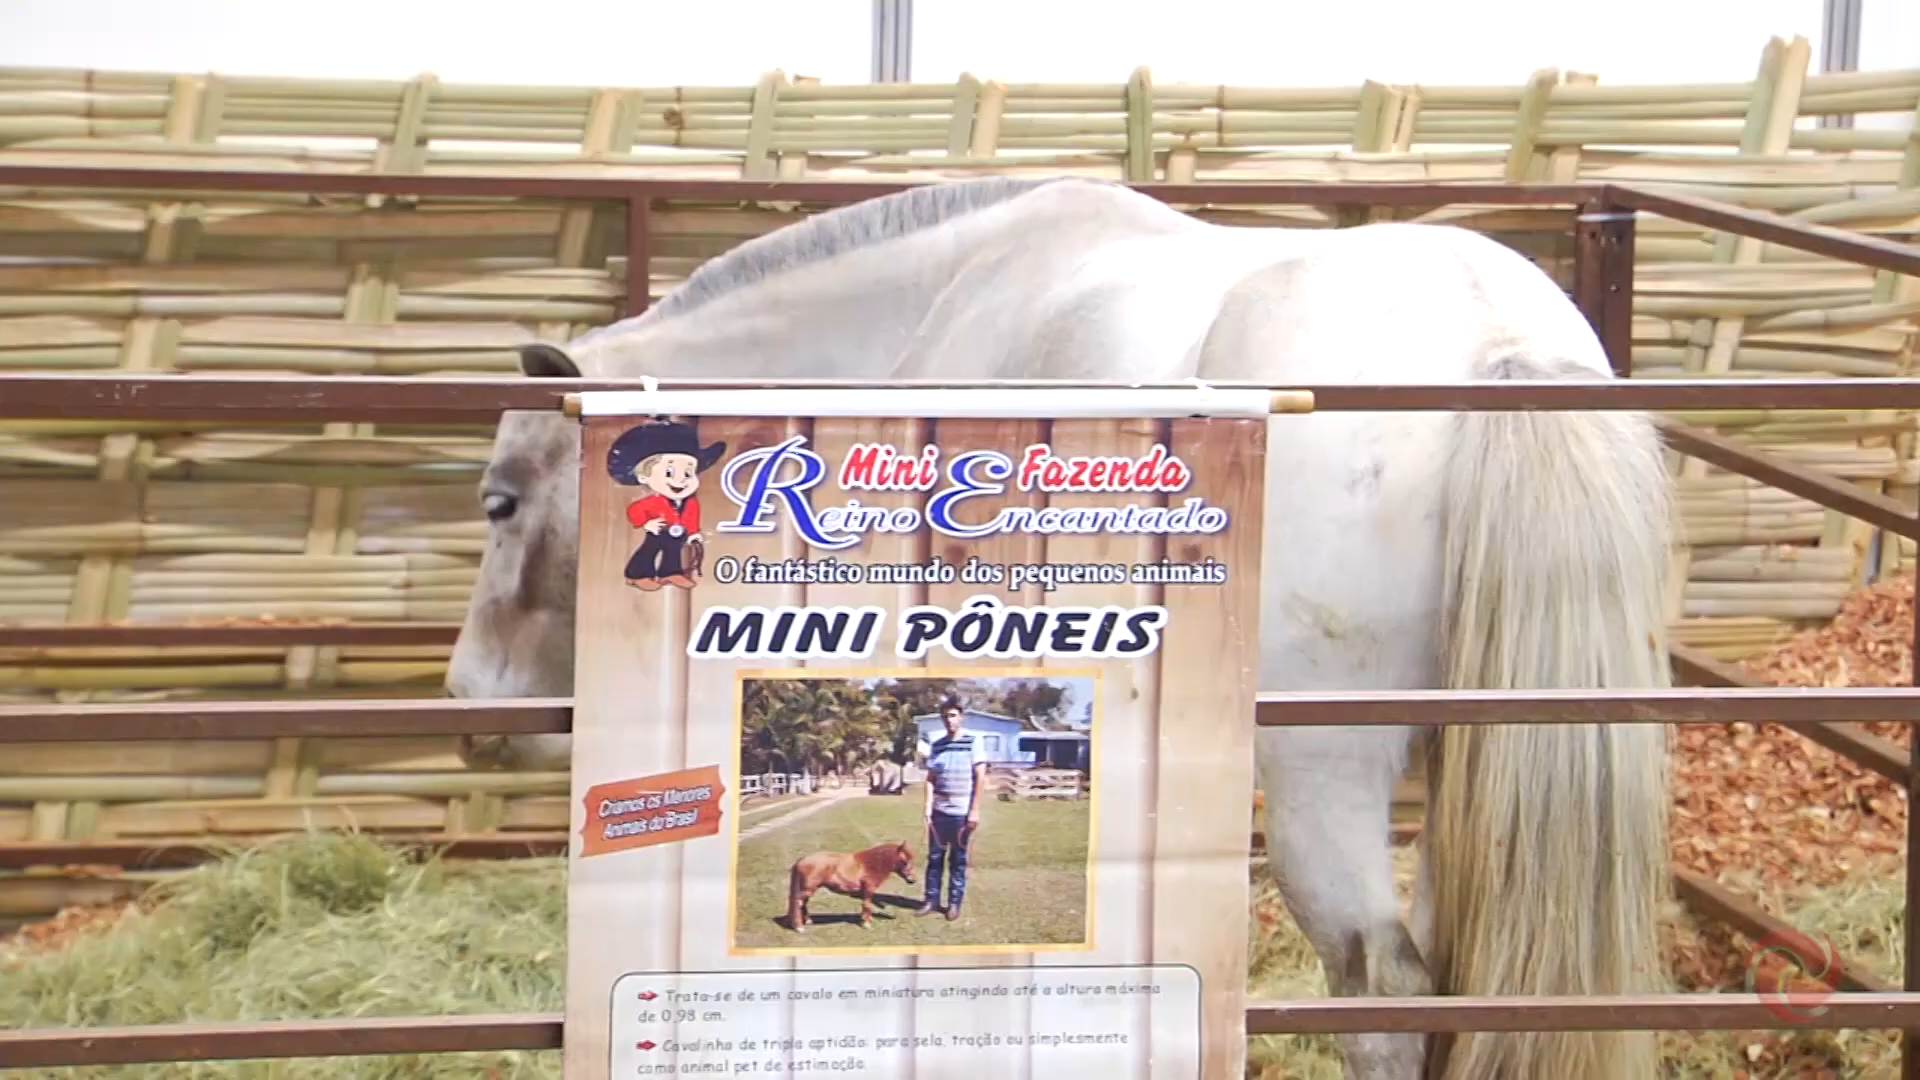 Mini Fazenda
Reino Encantado
O fantástico mundo dos pequenos animais
MINI PÔNEIS
Criamos os Menores
Animais do Brasil
Trata-se de um cavalo em miniatura atingindo até a altura máxima
de 0,98 cm.
Cavalinho de tripla aptidão: para sela, tração ou simplesmente
como animal pet de estimação.